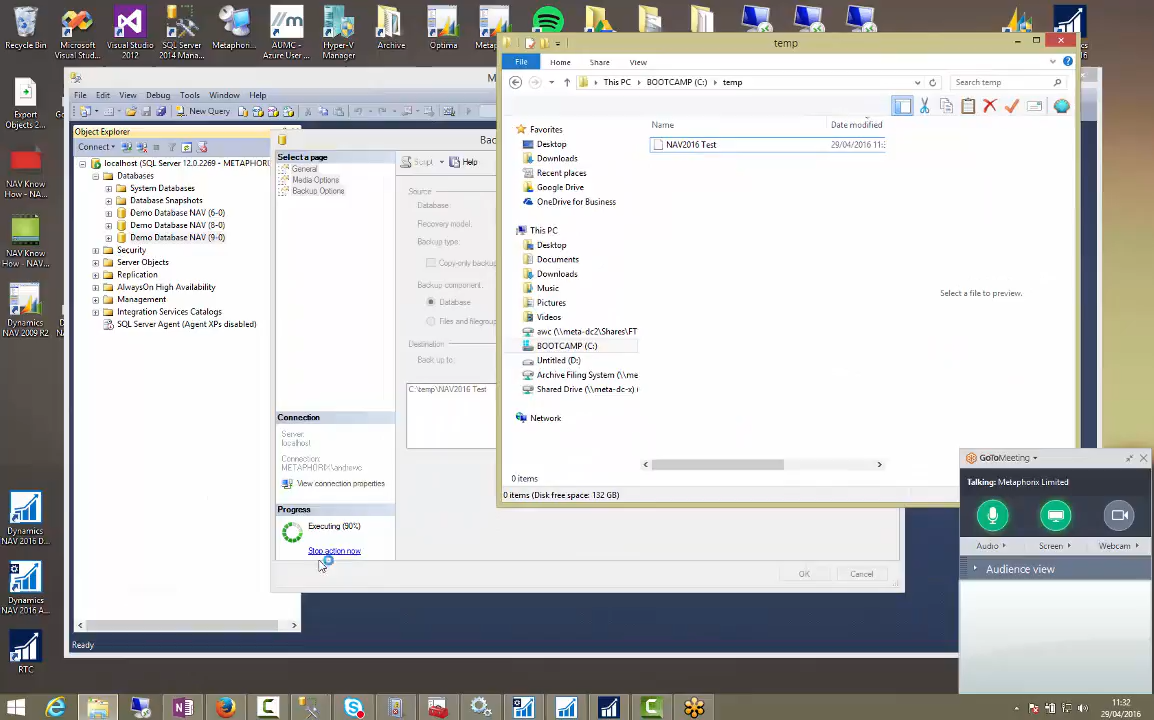 Recycle Bin
Microsoft Visual Stud...
Visual Studio 2012
SQL Server 2014 Mana...
Metaphon...
AUMC - Azure User ...
Hyper-V Manager
Archive
Optima
Export Objects 2...
NAV Know How - NA...
NAV Know How - NAV...
Dynamics NAV 2009 R2
Dynamics NAV 2016 D...
Dynamics NAV 2016 A...
RTC
File Edit View Debug Tools Window Help
New Query
Object Explorer
Connect
localhost (SQL Server 12.0.2269 - METAPHORI
Databases
System Databases
Database Snapshots
Demo Database NAV (6-0)
Demo Database NAV (8-0)
Demo Database NAV (9-0)
Security
Server Objects
Replication
AlwaysOn High Availability
Management
Integration Services Catalogs
SQL Server Agent (Agent XPs disabled)
Ready
Select a page
General
Media Options
Backup Options
Script
Help
Source
Database:
Recovery model:
Backup type:
Copy-only backup
Backup component:
Database
Files and filegroup
Destination
Back up to:
C:\temp\NAV2016 Test
Connection
Server:
localhost
Connection:
METAPHORIX\andrewc
View connection properties
Progress
Executing (90%)
Stop action now
OK
Cancel
temp
File
Home
Share
View
This PC
BOOTCAMP (C:)
temp
Search temp
Favorites
Desktop
Downloads
Recent places
Google Drive
OneDrive for Business
This PC
Desktop
Documents
Downloads
Music
Pictures
Videos
awc (\\meta-dc2\Shares\FT
BOOTCAMP (C:)
Untitled (D:)
Archive Filing System (\\me
Shared Drive (\\meta-dc-x) (
Network
Name
Date modified
NAV2016 Test
29/04/2016 11:3
Select a file to preview.
0 items
0 items (Disk free space: 132 GB)
GoToMeeting
Talking: Metaphorix Limited
Audio
Screen
Webcam
Audience view
11:32
29/04/2016